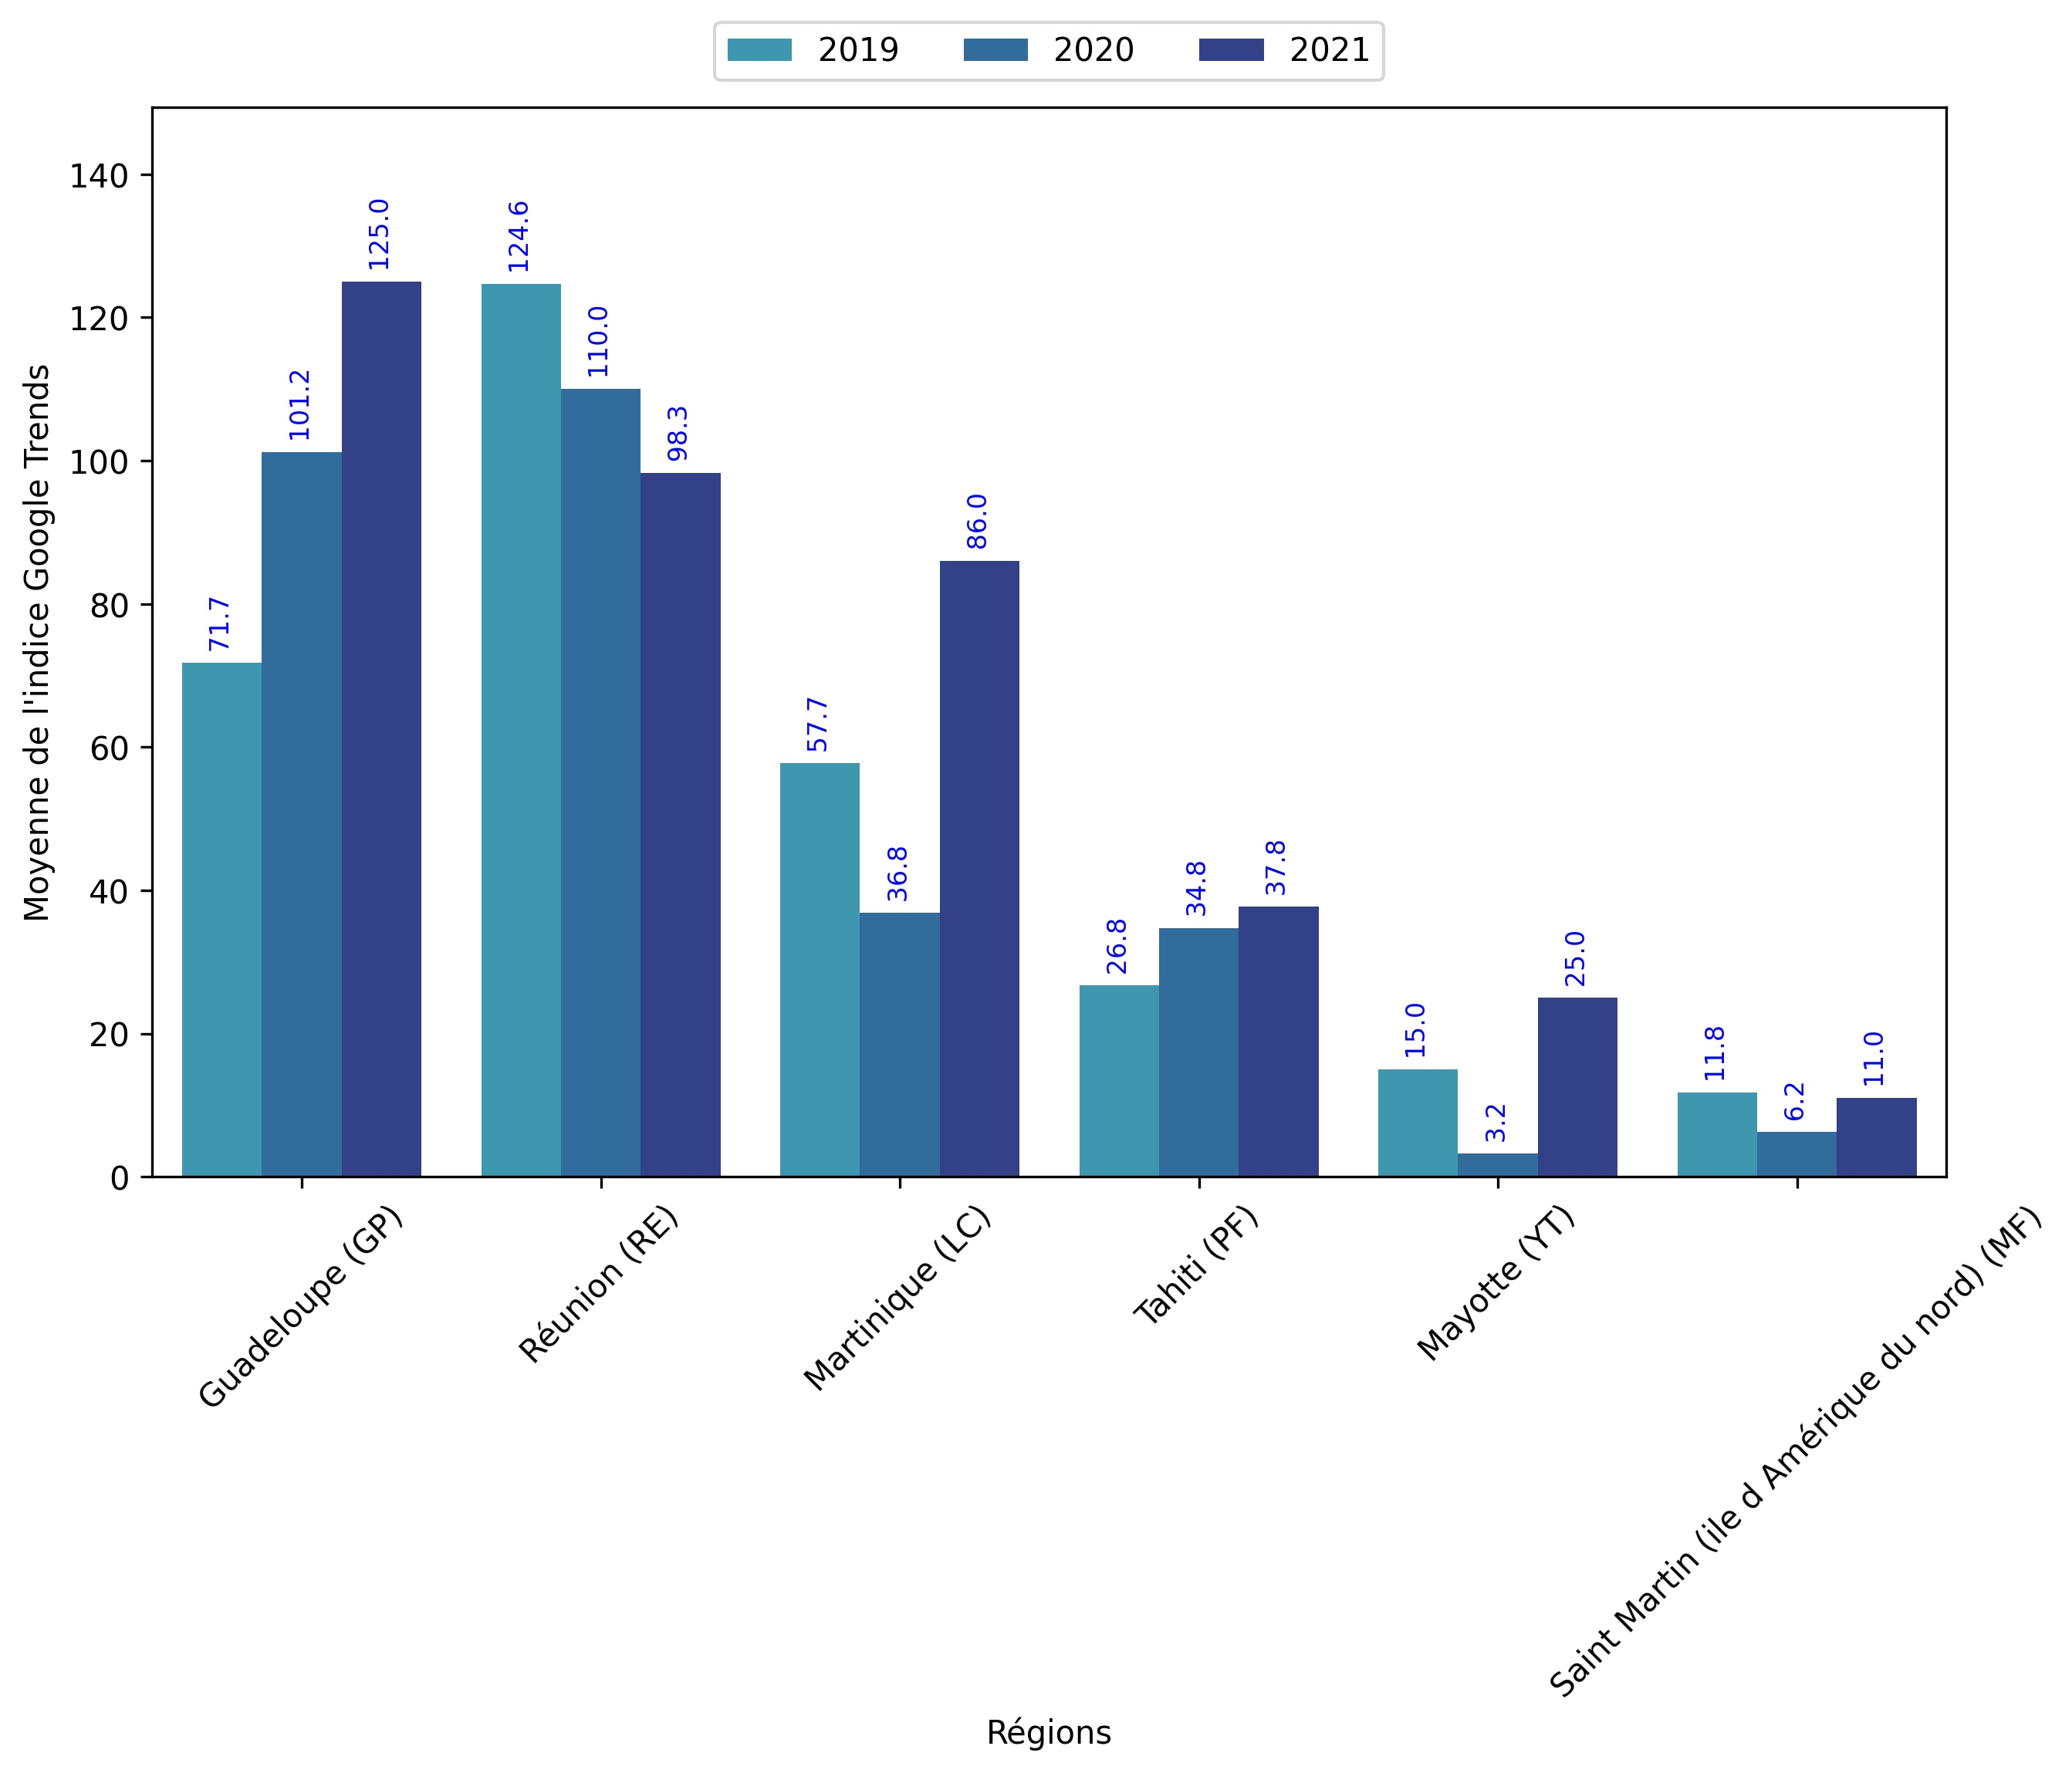 2019 2020 2021
Moyenne de l'indice Google Trends
140
120
100
80
60
40
20
0
71.7
101.2
125.0
124.6
110.0
98.3
57.7
36.8
86.0
26.8
34.8
37.8
15.0
3.2
25.0
11.8
6.2
11.0
Guadeloupe (GP)
Réunion (RE)
Martinique (LC)
Tahiti (PF)
Mayotte (YT)
Saint Martin (ile d Amérique du nord) (MF)
Régions